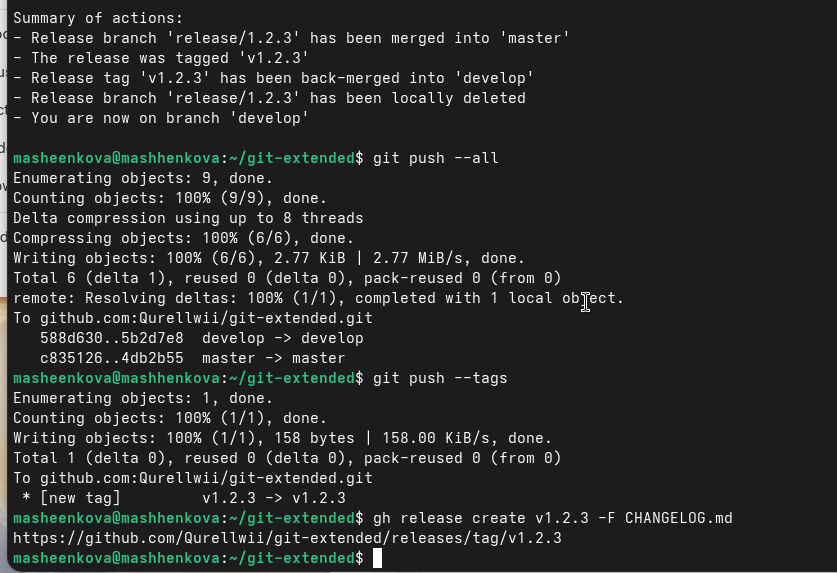 Summary of actions:
- Release branch 'release/1.2.3' has been merged into 'master'
- The release was tagged 'v1.2.3'
- Release tag 'v1.2.3' has been back-merged into 'develop'
- Release branch 'release/1.2.3' has been locally deleted
- You are now on branch 'develop'
masheenkova@mashhenkova:~/git-extended$ git push --all
Enumerating objects: 9, done.
Counting objects: 100% (9/9), done.
Delta compression using up to 8 threads
Compressing objects: 100% (6/6), done.
Writing objects: 100% (6/6), 2.77 KiB | 2.77 MiB/s, done.
Total 6 (delta 1), reused 0 (delta 0), pack-reused 0 (from 0)
remote: Resolving deltas: 100% (1/1), completed with 1 local object.
To github.com:Qurellwii/git-extended.git
   588d630..5b2d7e8  develop -> develop
   c835126..4db2b55  master -> master
masheenkova@mashhenkova:~/git-extended$ git push --tags
Enumerating objects: 1, done.
Counting objects: 100% (1/1), done.
Writing objects: 100% (1/1), 158 bytes | 158.00 KiB/s, done.
Total 1 (delta 0), reused 0 (delta 0), pack-reused 0 (from 0)
To github.com:Qurellwii/git-extended.git
 * [new tag]         v1.2.3 -> v1.2.3
masheenkova@mashhenkova:~/git-extended$ gh release create v1.2.3 -F CHANGELOG.md
https://github.com/Qurellwii/git-extended/releases/tag/v1.2.3
masheenkova@mashhenkova:~/git-extended$